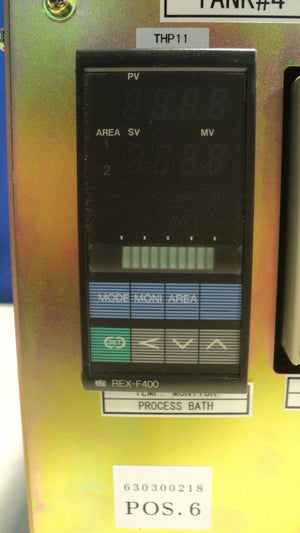 TANK#4
THP11
PV
AREA SV MV
1
2
MODE MONI AREA
REX-F400
TEMP. MONITOR
PROCESS BATH
630300218
POS.6